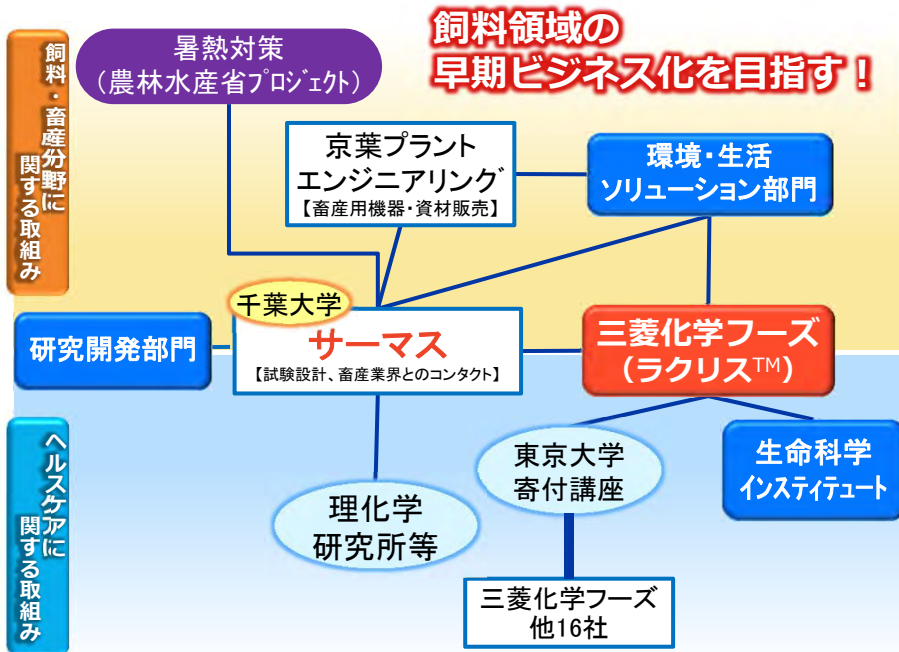 飼料領域の
早期ビジネス化を目指す！
飼料・畜産分野に
関する取組み
暑熱対策
（農林水産省プロジェクト）
京葉プラント
エンジニアリング
【畜産用機器・資材販売】
環境・生活
ソリューション部門
千葉大学
研究開発部門
サーマス
【試験設計、畜産業界とのコンタクト】
三菱化学フーズ
（ラクリス™）
ヘルスケアに
関する取組み
理化学
研究所等
東京大学
寄付講座
生命科学
インスティテュート
三菱化学フーズ
他16社